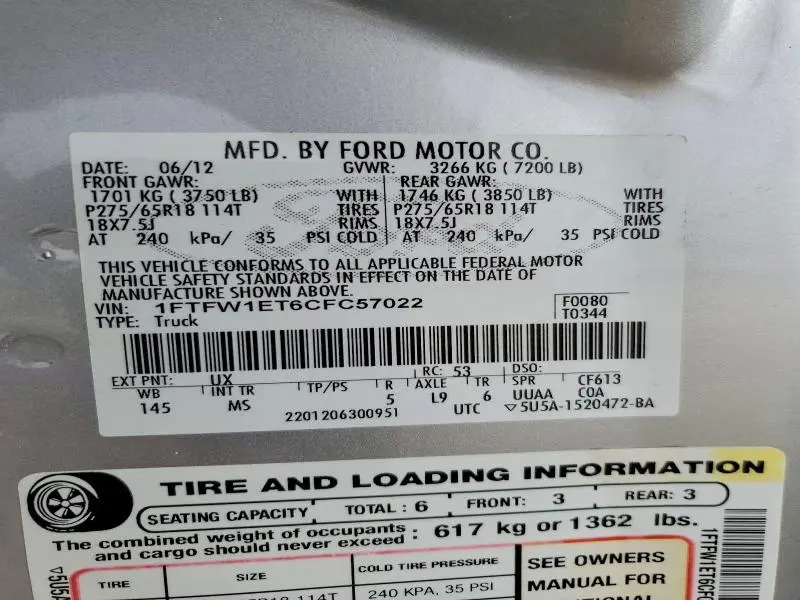 MFD. BY FORD MOTOR CO.
DATE: 06/12 GVWR: 3266 KG ( 7200 LB)
FRONT GAWR: REAR GAWR:
1701 KG ( 3750 LB) WITH 1746 KG ( 3850 LB) WITH
P275/65R18 114T TIRES P275/65R18 114T TIRES
18X7.5J RIMS 18X7.5J RIMS
AT 240 kPa/ 35 PSI COLD AT 240 kPa/ 35 PSI COLD
THIS VEHICLE CONFORMS TO ALL APPLICABLE FEDERAL MOTOR
VEHICLE SAFETY STANDARDS IN EFFECT ON THE DATE OF
MANUFACTURE SHOWN ABOVE.
VIN: 1FTFW1ET6CFC57022 F0080
TYPE: Truck T0344
EXT PNT: UX RC: 53 DSO:
WB INT TR TP/PS R AXLE TR SPR CF613
145 MS 5 L9 6 UUAA COA
2201206300951 UTC ▽5U5A-1520472-BA
TIRE AND LOADING INFORMATION
SEATING CAPACITY TOTAL : 6 FRONT: 3 REAR: 3
The combined weight of occupants
and cargo should never exceed : 617 kg or 1362 lbs.
TIRE SIZE COLD TIRE PRESSURE SEE OWNERS
MANUAL FOR
240 KPA, 35 PSI